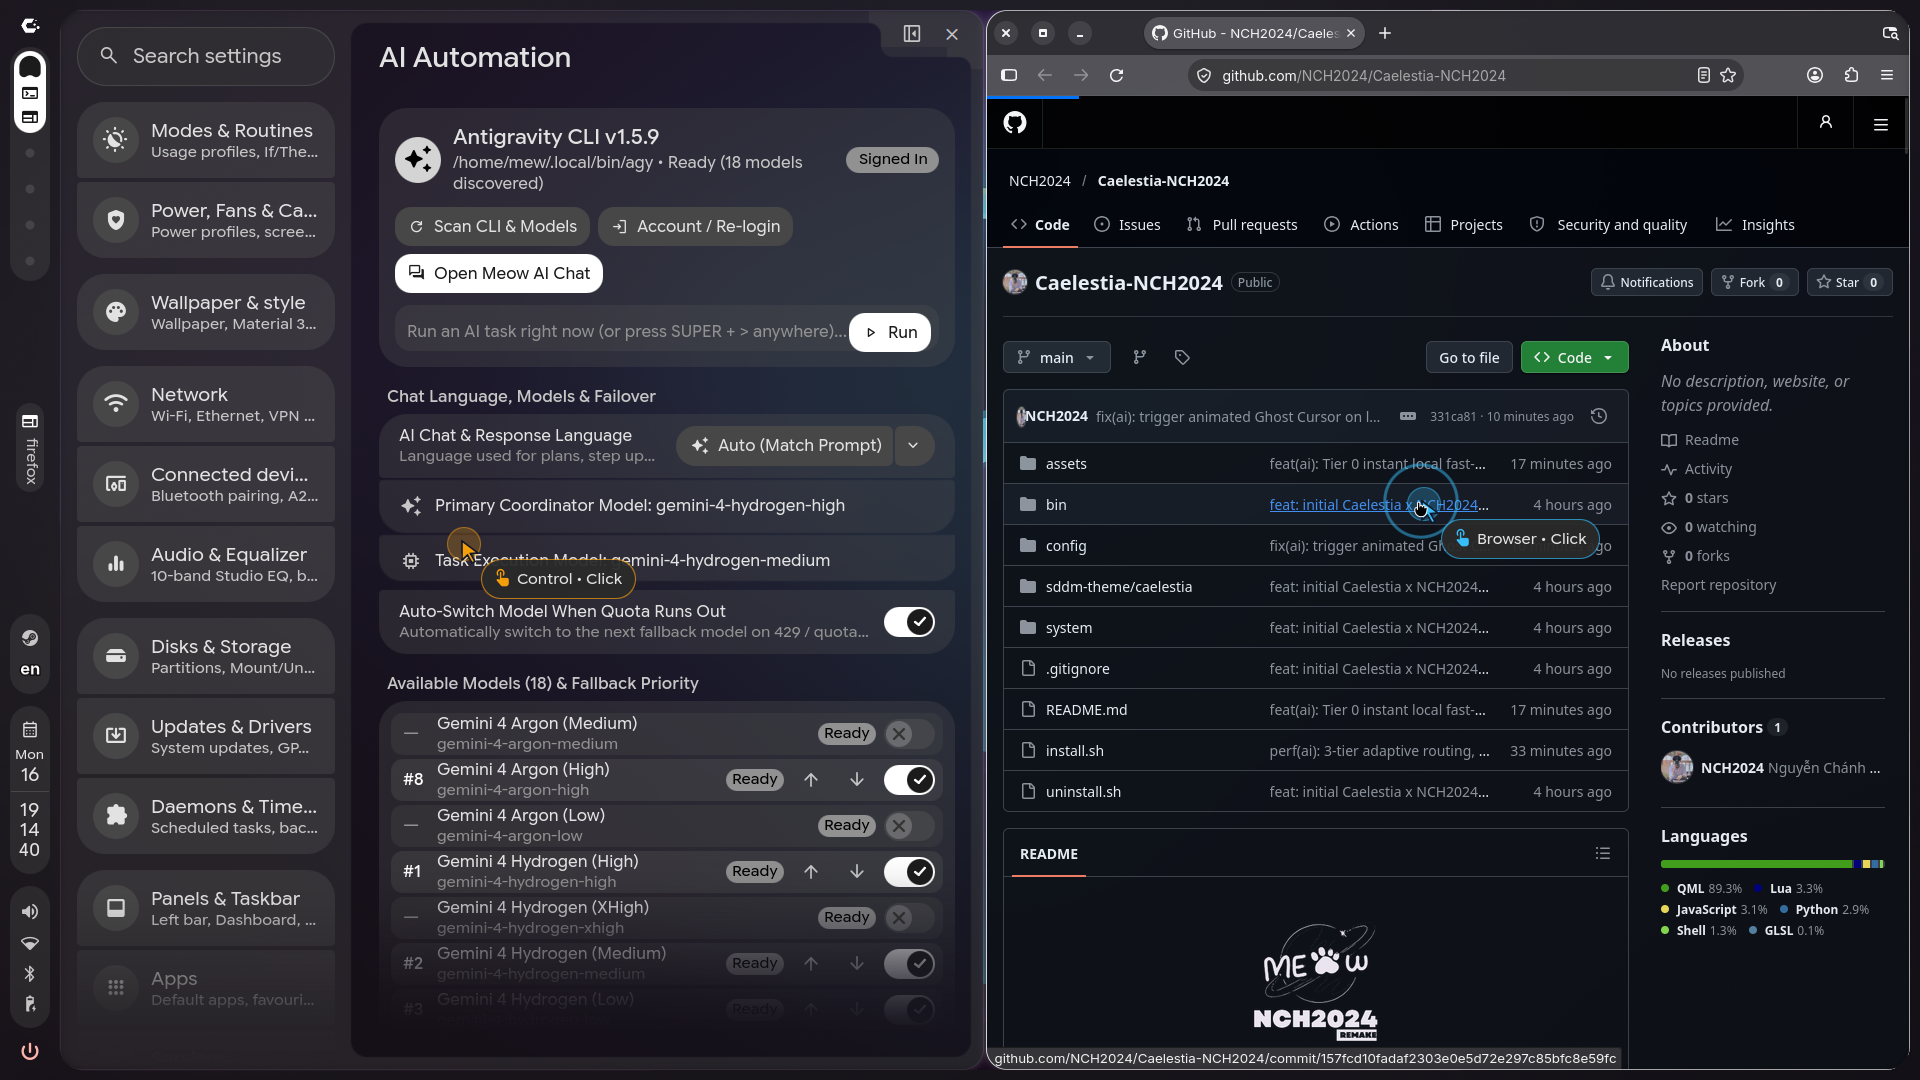 firefox
en
Mon
16
19
14
40
Search settings
Modes & Routines
Usage profiles, If/The...
Power, Fans & Ca...
Power profiles, scree...
Wallpaper & style
Wallpaper, Material 3...
Network
Wi-Fi, Ethernet, VPN ...
Connected devi...
Bluetooth pairing, A2...
Audio & Equalizer
10-band Studio EQ, b...
Disks & Storage
Partitions, Mount/Un...
Updates & Drivers
System updates, GP...
Daemons & Time...
Scheduled tasks, bac...
Panels & Taskbar
Left bar, Dashboard, ...
Apps
Default apps, favouri...
AI Automation
Antigravity CLI v1.5.9
/home/mew/.local/bin/agy • Ready (18 models
discovered)
Signed In
Scan CLI & Models
Account / Re-login
Open Meow AI Chat
Run an AI task right now (or press SUPER + > anywhere)...
Run
Chat Language, Models & Failover
AI Chat & Response Language
Language used for plans, step up...
Auto (Match Prompt)
Primary Coordinator Model: gemini-4-hydrogen-high
Task Execution Model: gemini-4-hydrogen-medium
Control • Click
Auto-Switch Model When Quota Runs Out
Automatically switch to the next fallback model on 429 / quota...
Available Models (18) & Fallback Priority
Gemini 4 Argon (Medium)
gemini-4-argon-medium
Ready
#8
Gemini 4 Argon (High)
gemini-4-argon-high
Ready
Gemini 4 Argon (Low)
gemini-4-argon-low
Ready
#1
Gemini 4 Hydrogen (High)
gemini-4-hydrogen-high
Ready
Gemini 4 Hydrogen (XHigh)
gemini-4-hydrogen-xhigh
Ready
#2
Gemini 4 Hydrogen (Medium)
gemini-4-hydrogen-medium
Ready
#3
Gemini 4 Hydrogen (Low)
Ready
GitHub - NCH2024/Caeles
github.com/NCH2024/Caelestia-NCH2024
NCH2024 / Caelestia-NCH2024
Code
Issues
Pull requests
Actions
Projects
Security and quality
Insights
Caelestia-NCH2024
Public
Notifications
Fork 0
Star 0
main
Go to file
Code
NCH2024 fix(ai): trigger animated Ghost Cursor on l... 331ca81 · 10 minutes ago
assets feat(ai): Tier 0 instant local fast-... 17 minutes ago
bin feat: initial Caelestia x NCH2024... 4 hours ago
Browser • Click
config fix(ai): trigger animated
sddm-theme/caelestia feat: initial Caelestia x NCH2024... 4 hours ago
system feat: initial Caelestia x NCH2024... 4 hours ago
.gitignore feat: initial Caelestia x NCH2024... 4 hours ago
README.md feat(ai): Tier 0 instant local fast-... 17 minutes ago
install.sh perf(ai): 3-tier adaptive routing, ... 33 minutes ago
uninstall.sh feat: initial Caelestia x NCH2024... 4 hours ago
README
MEOW
NCH2024
REMAKE
About
No description, website, or
topics provided.
Readme
Activity
0 stars
0 watching
0 forks
Report repository
Releases
No releases published
Contributors 1
NCH2024 Nguyễn Chánh ...
Languages
QML 89.3%
Lua 3.3%
JavaScript 3.1%
Python 2.9%
Shell 1.3%
GLSL 0.1%
github.com/NCH2024/Caelestia-NCH2024/commit/157fcd10fadaf2303e0e5d72e297c85bfc8e59fc